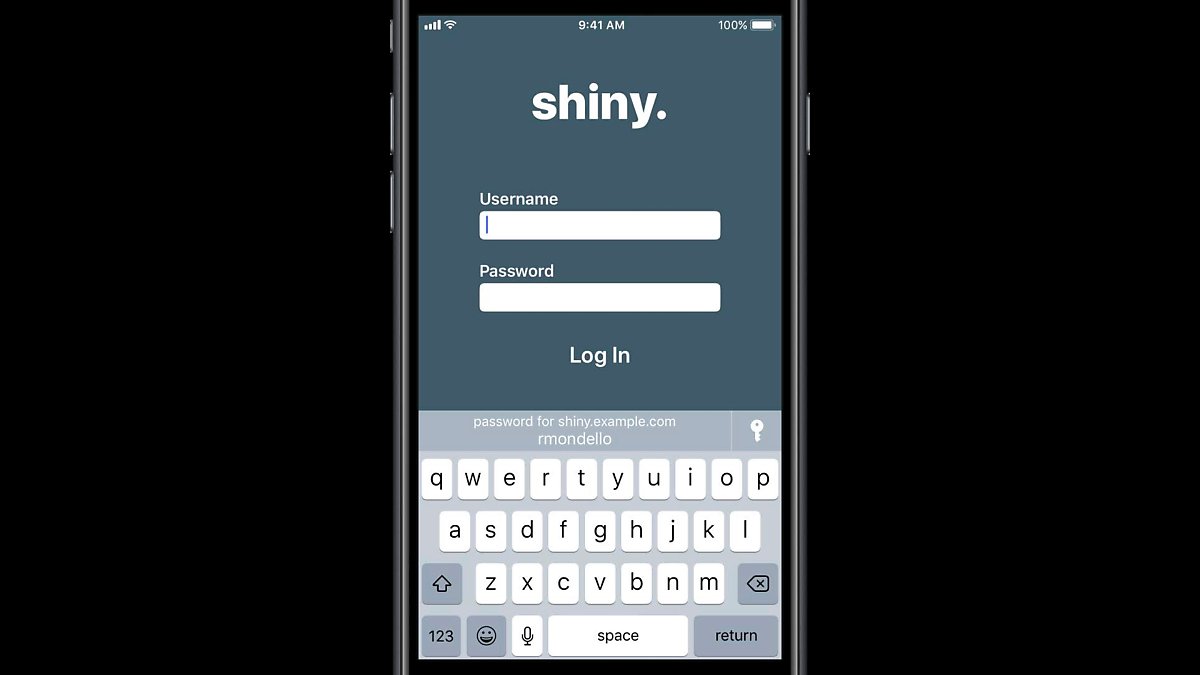 9:41 AM 100%
shiny.
Username
Password
Log In
password for shiny.example.com
rmondello
q w e r t y u i o p
a s d f g h j k l
z x c v b n m
123 space return